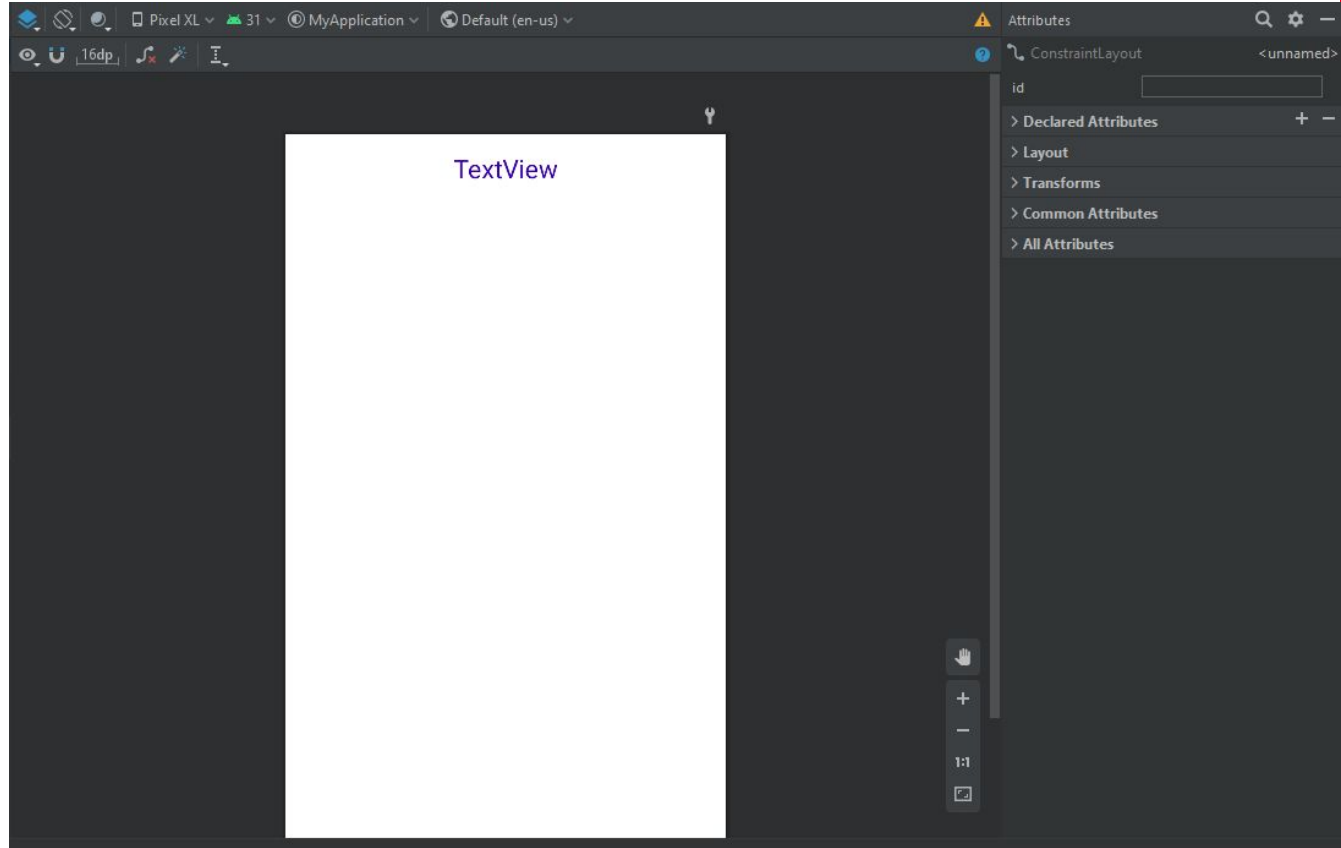 Pixel XL 31 MyApplication Default (en-us)
16dp
TextView
1:1
Attributes
ConstraintLayout <unnamed>
id
Declared Attributes
Layout
Transforms
Common Attributes
All Attributes